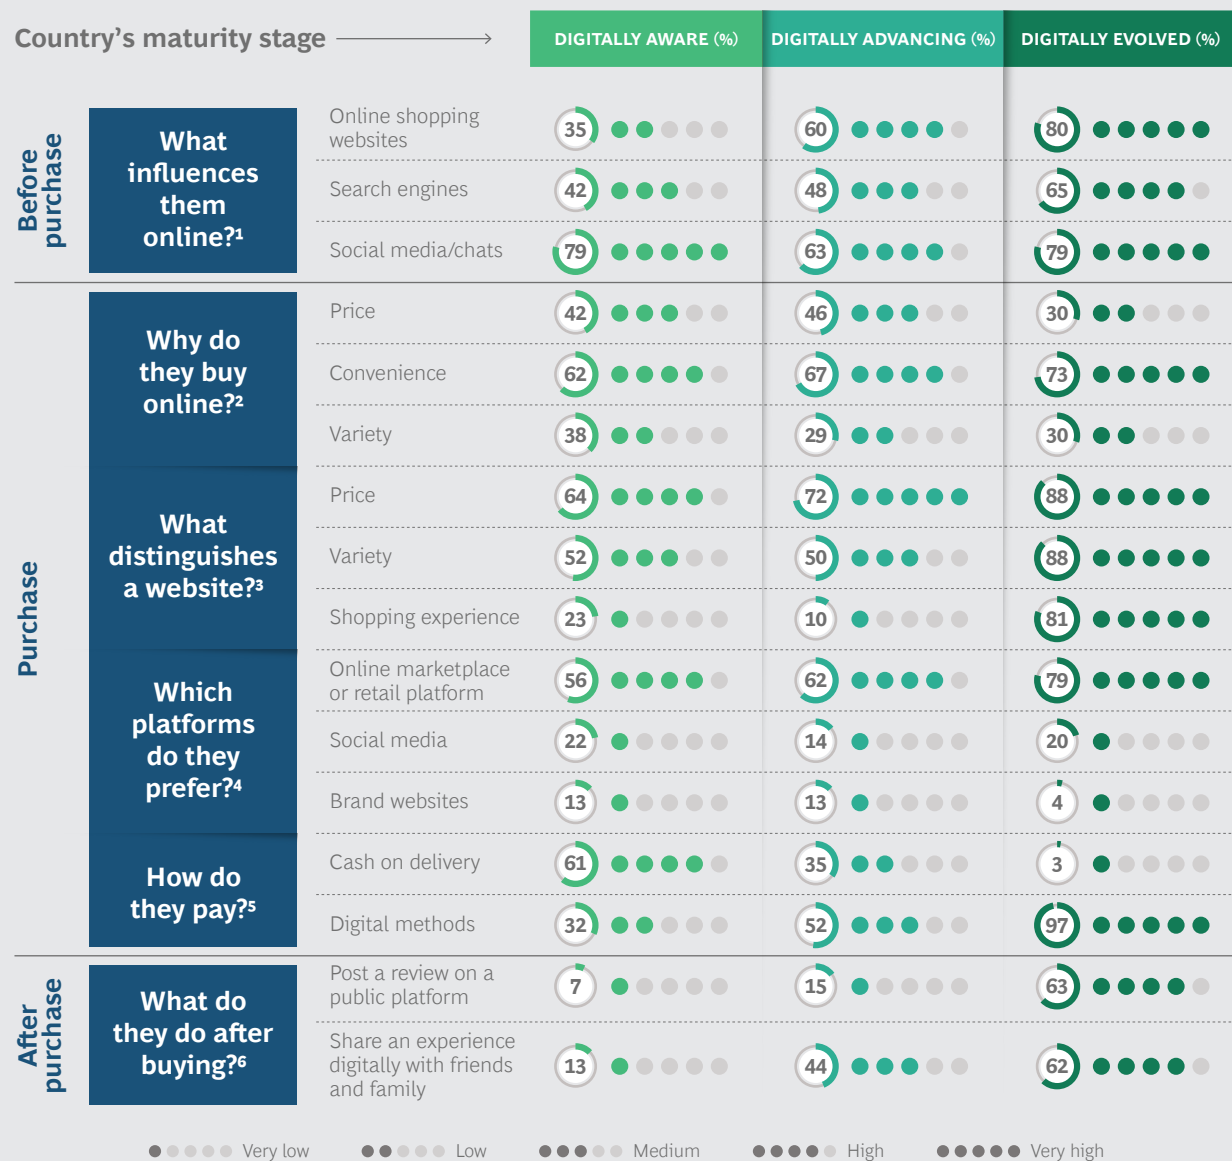 Country's maturity stage
DIGITALLY AWARE (%)
DIGITALLY ADVANCING (%)
DIGITALLY EVOLVED (%)
Before
purchase
What
influences
them
online?¹
Online shopping
websites
35
60
80
Search engines
42
48
65
Social media/chats
79
63
79
Purchase
Why do
they buy
online?²
Price
42
46
30
Convenience
62
67
73
Variety
38
29
30
What
distinguishes
a website?³
Price
64
72
88
Variety
52
50
88
Shopping experience
23
10
81
Which
platforms
do they
prefer?⁴
Online marketplace
or retail platform
56
62
79
Social media
22
14
20
Brand websites
13
13
4
How do
they pay?⁵
Cash on delivery
61
35
3
Digital methods
32
52
97
After
purchase
What do
they do after
buying?⁶
Post a review on a
public platform
7
15
63
Share an experience
digitally with friends
and family
13
44
62
Very low
Low
Medium
High
Very high